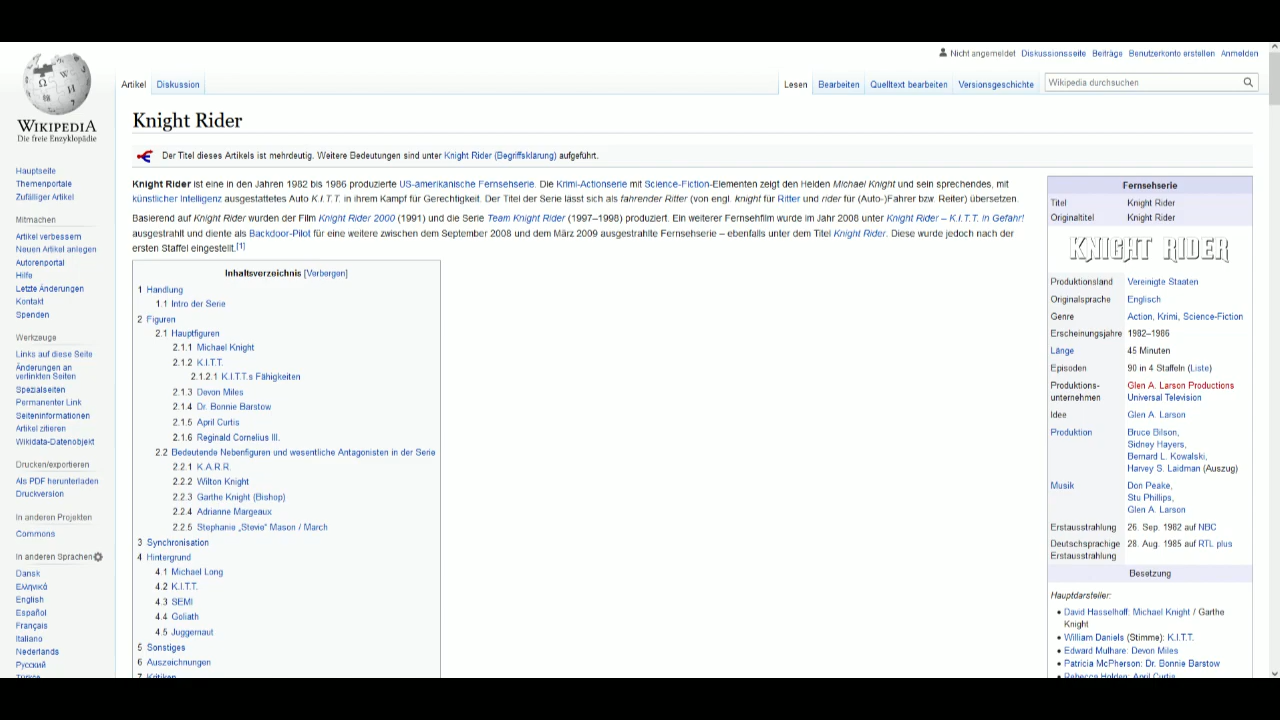 Nicht angemeldet Diskussionsseite Beiträge Benutzerkonto erstellen Anmelden
Artikel Diskussion Lesen Bearbeiten Quelltext bearbeiten Versionsgeschichte Wikipedia durchsuchen
WIKIPEDIA
Die freie Enzyklopädie
Hauptseite
Themenportale
Zufälliger Artikel
Mitmachen
Artikel verbessern
Neuen Artikel anlegen
Autorenportal
Hilfe
Letzte Änderungen
Kontakt
Spenden
Werkzeuge
Links auf diese Seite
Änderungen an
verlinkten Seiten
Spezialseiten
Permanenter Link
Seiteninformationen
Artikel zitieren
Wikidata-Datenobjekt
Drucken/exportieren
Als PDF herunterladen
Druckversion
In anderen Projekten
Commons
In anderen Sprachen
Dansk
Ελληνικά
English
Español
Français
Italiano
Nederlands
Русский
Türkçe
Knight Rider
Der Titel dieses Artikels ist mehrdeutig. Weitere Bedeutungen sind unter Knight Rider (Begriffsklärung) aufgeführt.
Knight Rider ist eine in den Jahren 1982 bis 1986 produzierte US-amerikanische Fernsehserie. Die Krimi-Actionserie mit Science-Fiction-Elementen zeigt den Helden Michael Knight und sein sprechendes, mit
künstlicher Intelligenz ausgestattetes Auto K.I.T.T. in ihrem Kampf für Gerechtigkeit. Der Titel der Serie lässt sich als fahrender Ritter (von engl. knight für Ritter und rider für (Auto-)Fahrer bzw. Reiter) übersetzen.
Basierend auf Knight Rider wurden der Film Knight Rider 2000 (1991) und die Serie Team Knight Rider (1997–1998) produziert. Ein weiterer Fernsehfilm wurde im Jahr 2008 unter Knight Rider – K.I.T.T. in Gefahr!
ausgestrahlt und diente als Backdoor-Pilot für eine weitere zwischen dem September 2008 und dem März 2009 ausgestrahlte Fernsehserie – ebenfalls unter dem Titel Knight Rider. Diese wurde jedoch nach der
ersten Staffel eingestellt.[1]
Inhaltsverzeichnis [Verbergen]
1 Handlung
1.1 Intro der Serie
2 Figuren
2.1 Hauptfiguren
2.1.1 Michael Knight
2.1.2 K.I.T.T.
2.1.2.1 K.I.T.T.s Fähigkeiten
2.1.3 Devon Miles
2.1.4 Dr. Bonnie Barstow
2.1.5 April Curtis
2.1.6 Reginald Cornelius III.
2.2 Bedeutende Nebenfiguren und wesentliche Antagonisten in der Serie
2.2.1 K.A.R.R.
2.2.2 Wilton Knight
2.2.3 Garthe Knight (Bishop)
2.2.4 Adrianne Margeaux
2.2.5 Stephanie „Stevie“ Mason / March
3 Synchronisation
4 Hintergrund
4.1 Michael Long
4.2 K.I.T.T.
4.3 SEMI
4.4 Goliath
4.5 Juggernaut
5 Sonstiges
6 Auszeichnungen
7 Kritiken
Fernsehserie
Titel Knight Rider
Originaltitel Knight Rider
KNIGHT RIDER
Produktionsland Vereinigte Staaten
Originalsprache Englisch
Genre Action, Krimi, Science-Fiction
Erscheinungsjahre 1982–1986
Länge 45 Minuten
Episoden 90 in 4 Staffeln (Liste)
Produktions- Glen A. Larson Productions
unternehmen Universal Television
Idee Glen A. Larson
Produktion Bruce Bilson,
Sidney Hayers,
Bernard L. Kowalski,
Harvey S. Laidman (Auszug)
Musik Don Peake,
Stu Phillips,
Glen A. Larson
Erstausstrahlung 26. Sep. 1982 auf NBC
Deutschsprachige 28. Aug. 1985 auf RTL plus
Erstausstrahlung
Besetzung
Hauptdarsteller:
• David Hasselhoff: Michael Knight / Garthe
Knight
• William Daniels (Stimme): K.I.T.T.
• Edward Mulhare: Devon Miles
• Patricia McPherson: Dr. Bonnie Barstow
• Rebecca Holden: April Curtis